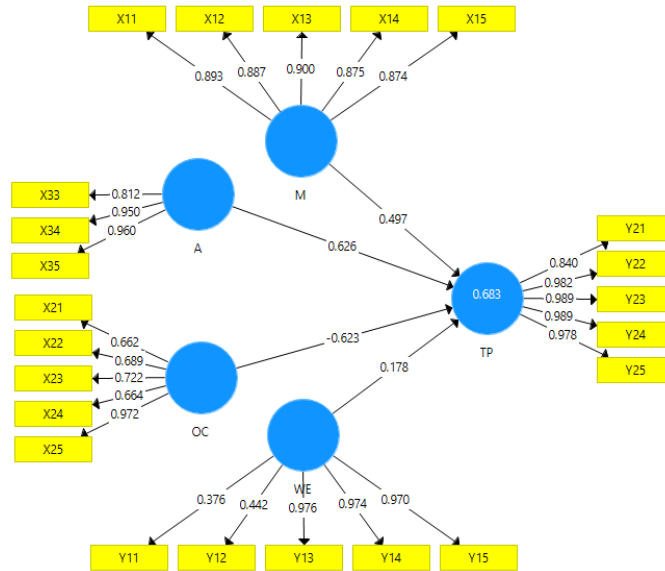 X11 X12 X13 X14 X15
0.893 0.887 0.900 0.875 0.874
M
X33 0.812
X34 0.950
X35 0.960
A
0.497
0.626
Y21 0.840
Y22 0.982
Y23 0.989
Y24 0.989
Y25 0.978
0.683
TP
X21 0.662
X22 0.689
X23 0.722
X24 0.664
X25 0.972
OC
-0.623
0.178
WE
0.376 0.442 0.976 0.974 0.970
Y11 Y12 Y13 Y14 Y15